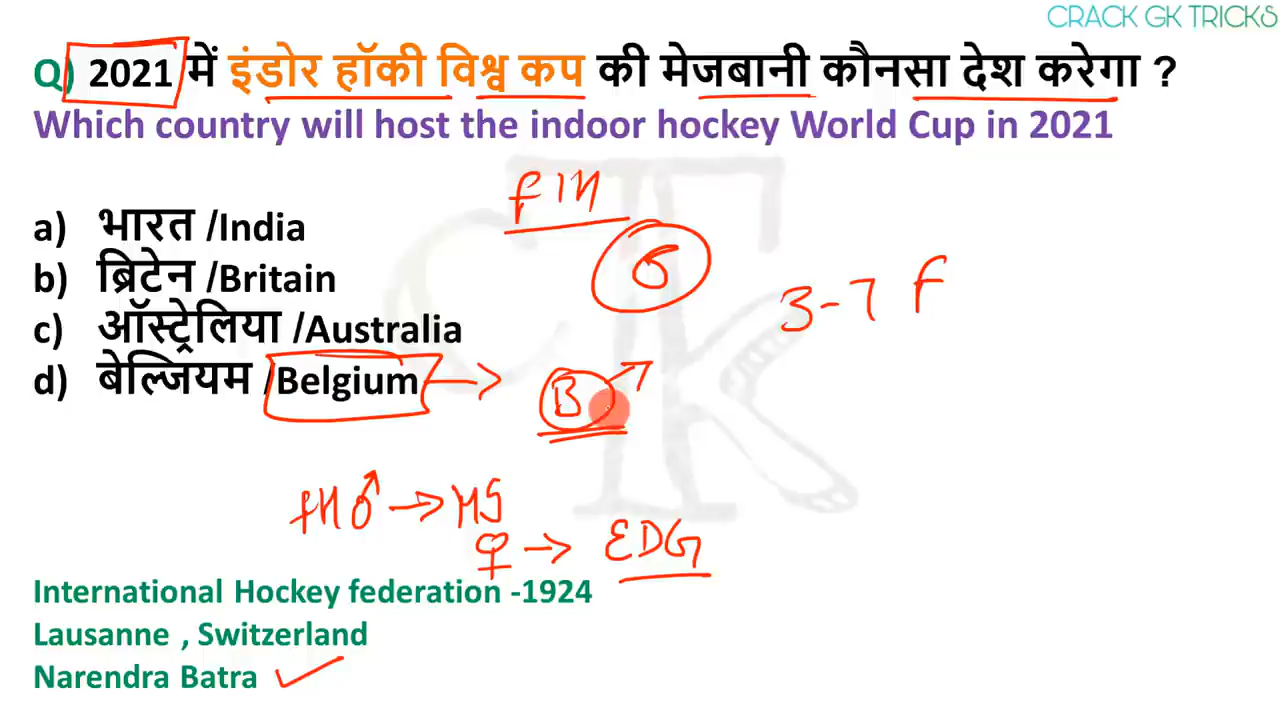 CRACK GK TRICKS
Q) 2021 में इंडोर हॉकी विश्व कप की मेजबानी कौनसा देश करेगा ?
Which country will host the indoor hockey World Cup in 2021
FIH
6
a) भारत /India
b) ब्रिटेन /Britain
3-7 F
c) ऑस्ट्रेलिया /Australia
d) बेल्जियम /Belgium → B
FH♂ → MS
♀ → EDG
International Hockey federation -1924
Lausanne , Switzerland
Narendra Batra